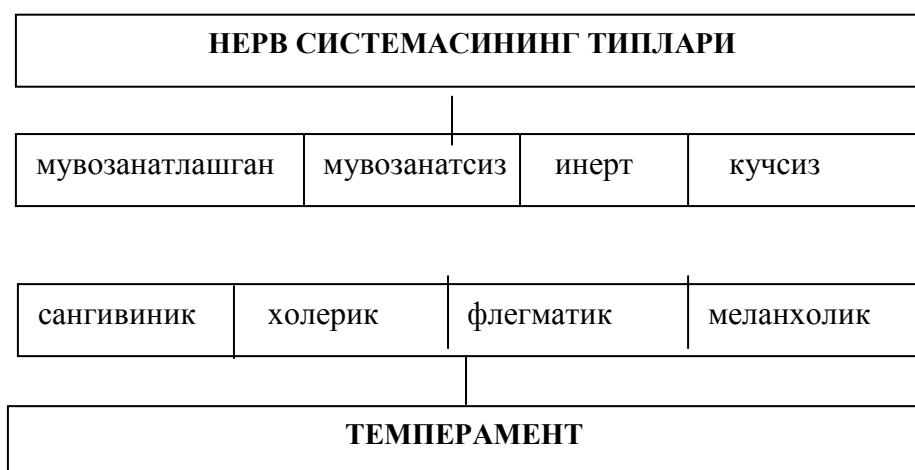 НЕРВ СИСТЕМАСИНИНГ ТИПЛАРИ
мувозанатлашган мувозанатсиз инерт кучсиз
сангивиник холерик флегматик меланхолик
ТЕМПЕРАМЕНТ